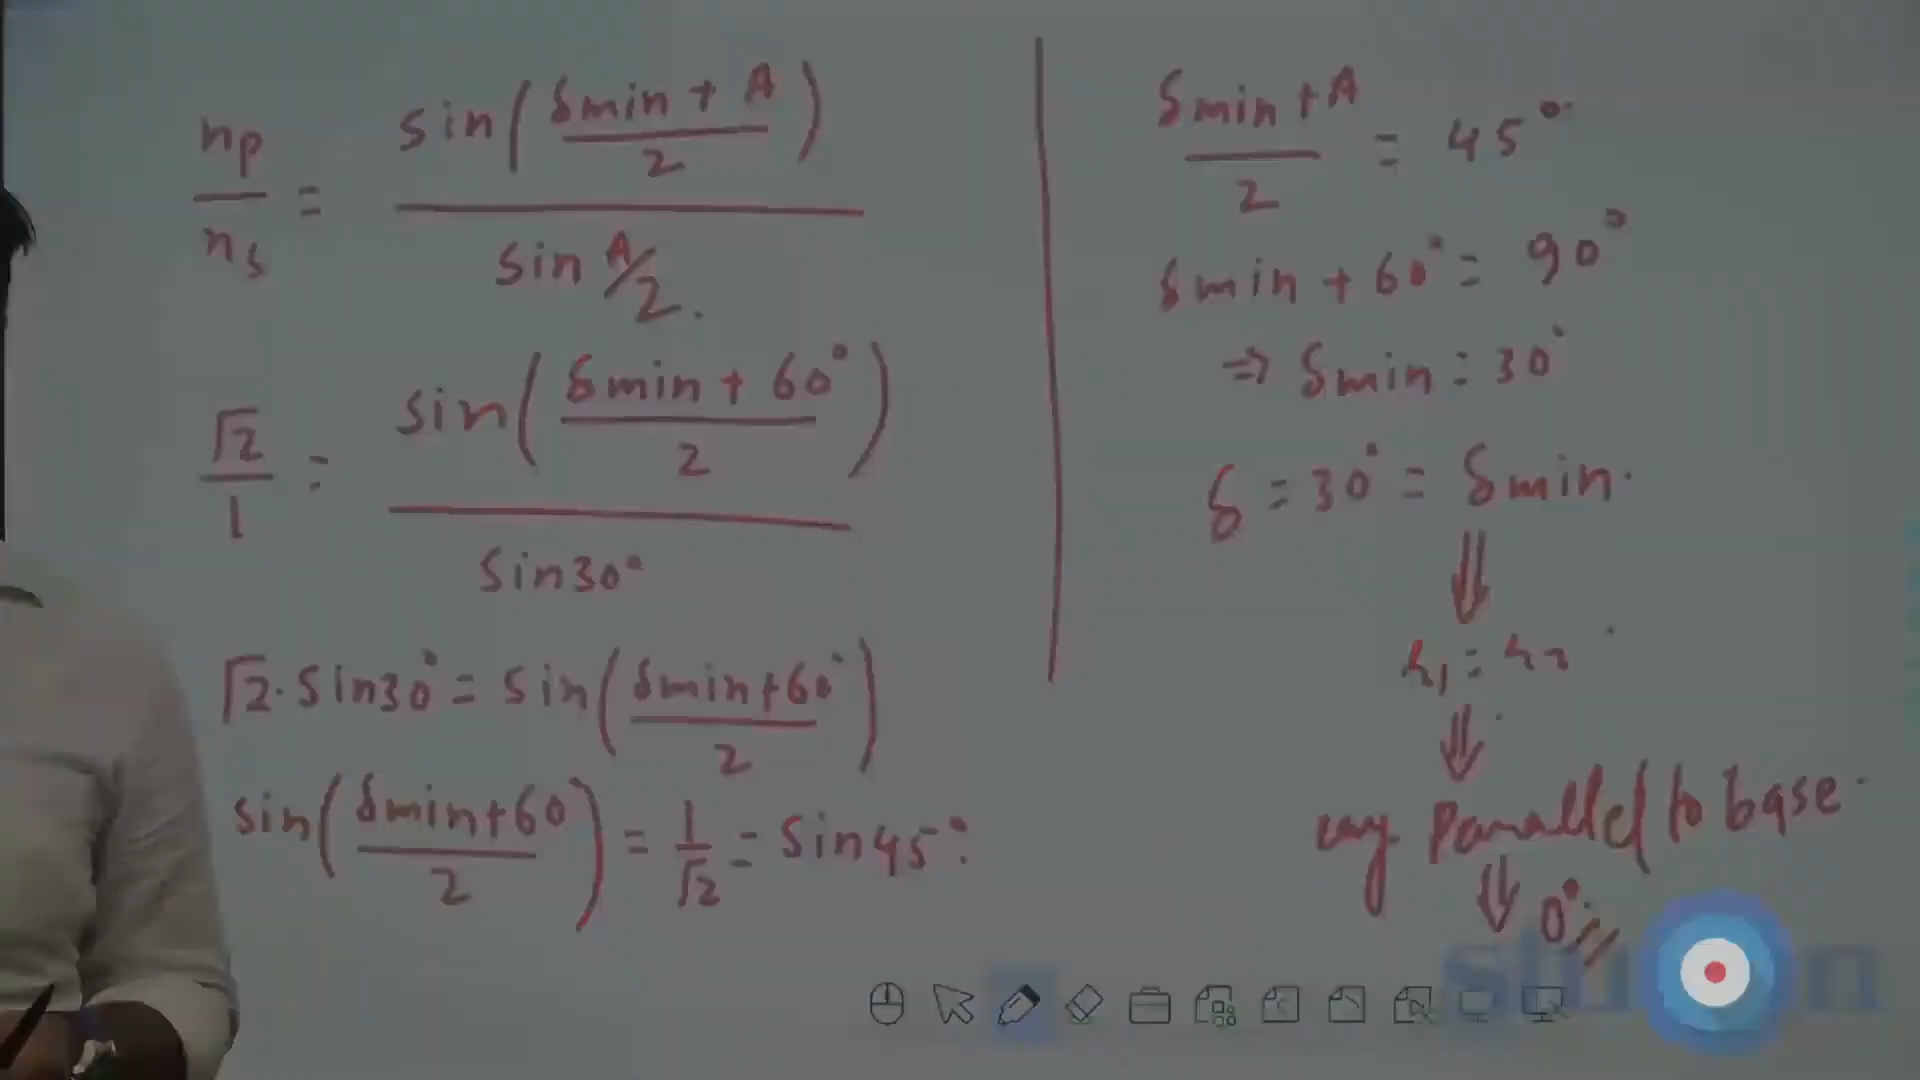 np/ns = sin((δmin + A)/2) / sin A/2.
√2/1 = sin((δmin + 60°)/2) / sin30°
√2 · sin30° = sin((δmin+60°)/2)
sin((δmin+60)/2) = 1/√2 = sin45°
(δmin + A)/2 = 45°
δmin + 60° = 90°
⇒ δmin = 30°
δ = 30° = δmin.
⇓
r₁ = r₂
⇓
ray Parallel to base
⇓ 0°